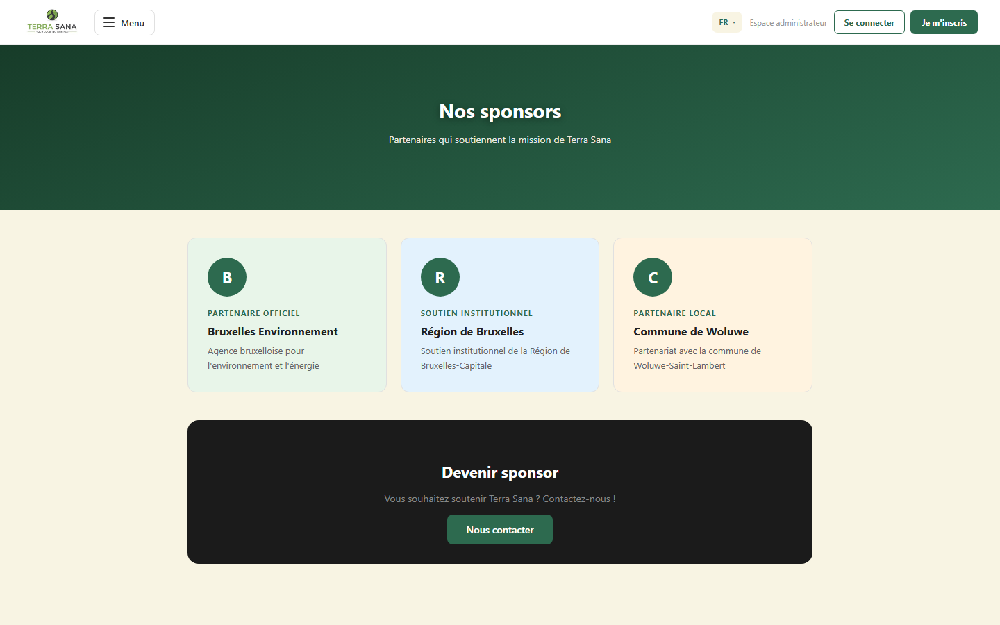 TERRA SANA
Menu
FR
Espace administrateur
Se connecter
Je m'inscris
Nos sponsors
Partenaires qui soutiennent la mission de Terra Sana
B
PARTENAIRE OFFICIEL
Bruxelles Environnement
Agence bruxelloise pour
l'environnement et l'énergie
R
SOUTIEN INSTITUTIONNEL
Région de Bruxelles
Soutien institutionnel de la Région de
Bruxelles-Capitale
C
PARTENAIRE LOCAL
Commune de Woluwe
Partenariat avec la commune de
Woluwe-Saint-Lambert
Devenir sponsor
Vous souhaitez soutenir Terra Sana ? Contactez-nous !
Nous contacter